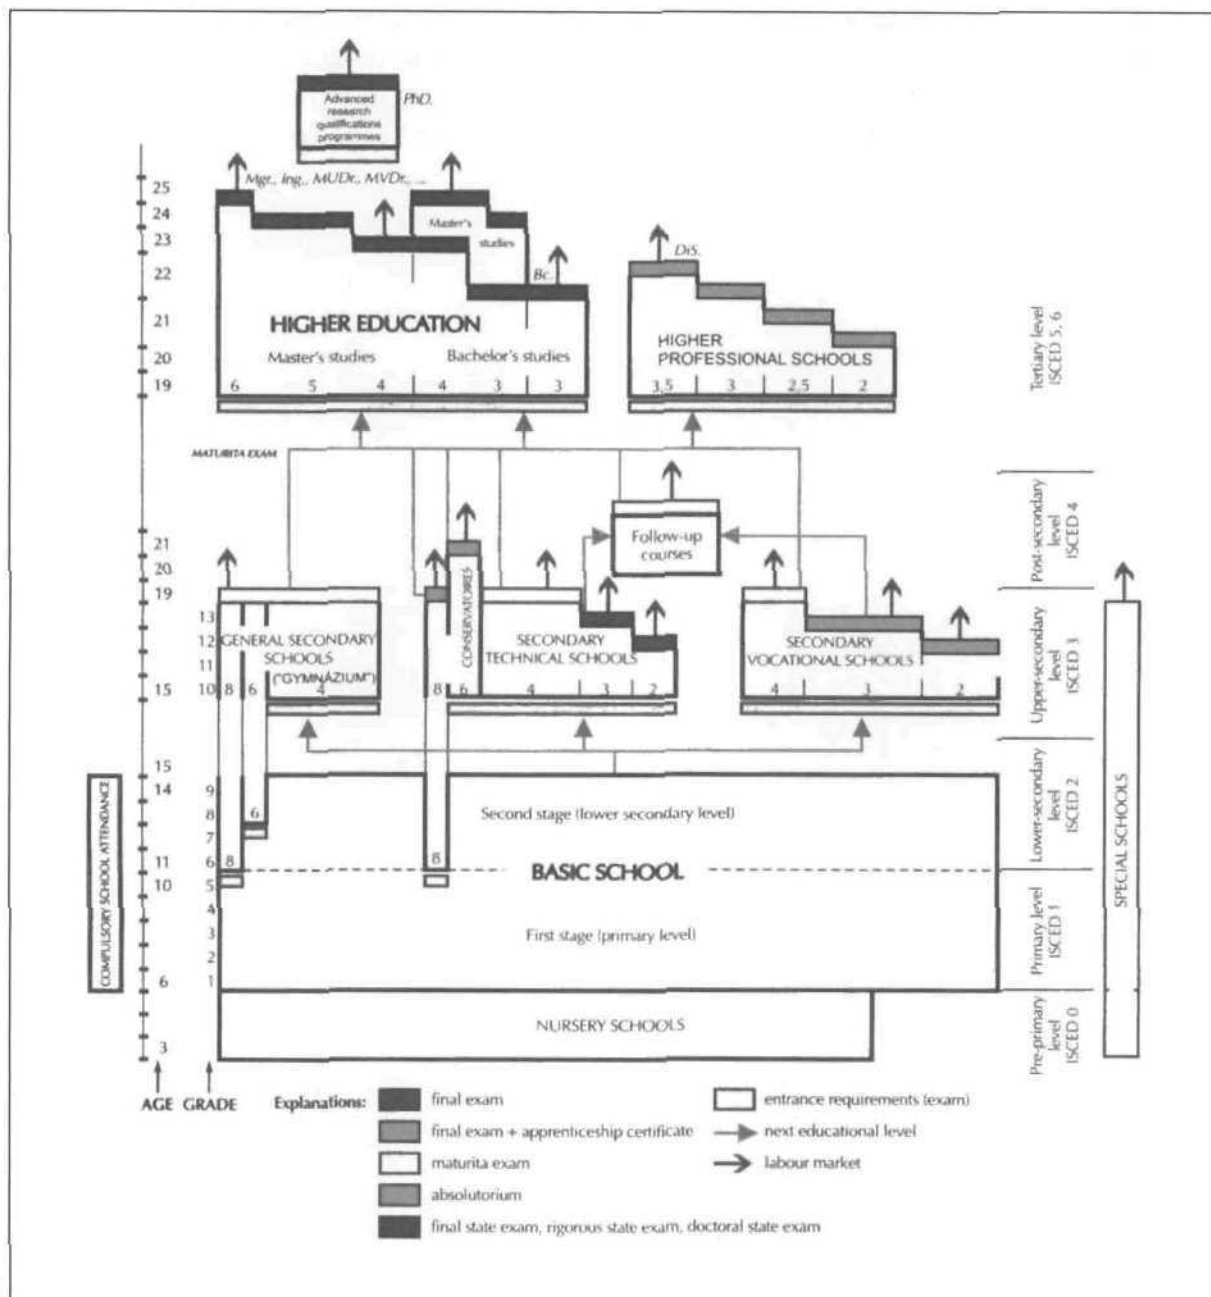 Advanced
research
qualifications
programmes
PhD.
Mgr., Ing., MUDr., MVDr., ...
Master's
studies
Bc.
DiS.
HIGHER EDUCATION
Master's studies
Bachelor's studies
6 5 4 4 3 3
HIGHER
PROFESSIONAL SCHOOLS
3,5 3 2,5 2
25
24
23
22
21
20
19
Tertiary level
ISCED 5, 6
MATURITA EXAM
Follow-up
courses
Post-secondary
level
ISCED 4
21
20
19
15
13
12
11
10
GENERAL SECONDARY
SCHOOLS
("GYMNÁZIUM")
8 6 4
CONSERVATOIRES
SECONDARY
TECHNICAL SCHOOLS
8 6 4 3 2
SECONDARY
VOCATIONAL SCHOOLS
4 3 2
Upper-secondary
level
ISCED 3
COMPULSORY SCHOOL ATTENDANCE
15
14
11
10
6
3
9
8
7
6
5
4
3
2
1
6
8
8
Second stage (lower secondary level)
BASIC SCHOOL
First stage (primary level)
NURSERY SCHOOLS
Lower-secondary
level
ISCED 2
Primary level
ISCED 1
Pre-primary
level
ISCED 0
SPECIAL SCHOOLS
AGE GRADE
Explanations:
final exam
final exam + apprenticeship certificate
maturita exam
absolutorium
final state exam, rigorous state exam, doctoral state exam
entrance requirements (exam)
next educational level
labour market